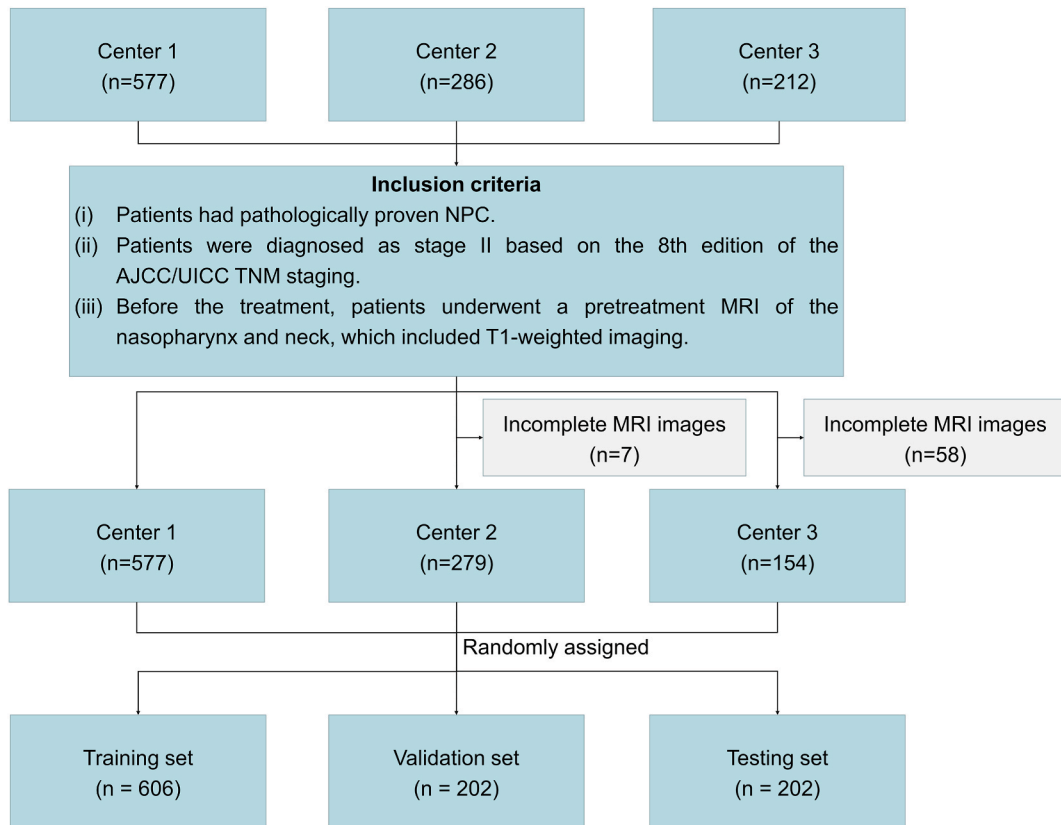 Center 1
(n=577)
Center 2
(n=286)
Center 3
(n=212)
Inclusion criteria
(i) Patients had pathologically proven NPC.
(ii) Patients were diagnosed as stage II based on the 8th edition of the
AJCC/UICC TNM staging.
(iii) Before the treatment, patients underwent a pretreatment MRI of the
nasopharynx and neck, which included T1-weighted imaging.
Incomplete MRI images
(n=7)
Incomplete MRI images
(n=58)
Center 1
(n=577)
Center 2
(n=279)
Center 3
(n=154)
Randomly assigned
Training set
(n = 606)
Validation set
(n = 202)
Testing set
(n = 202)